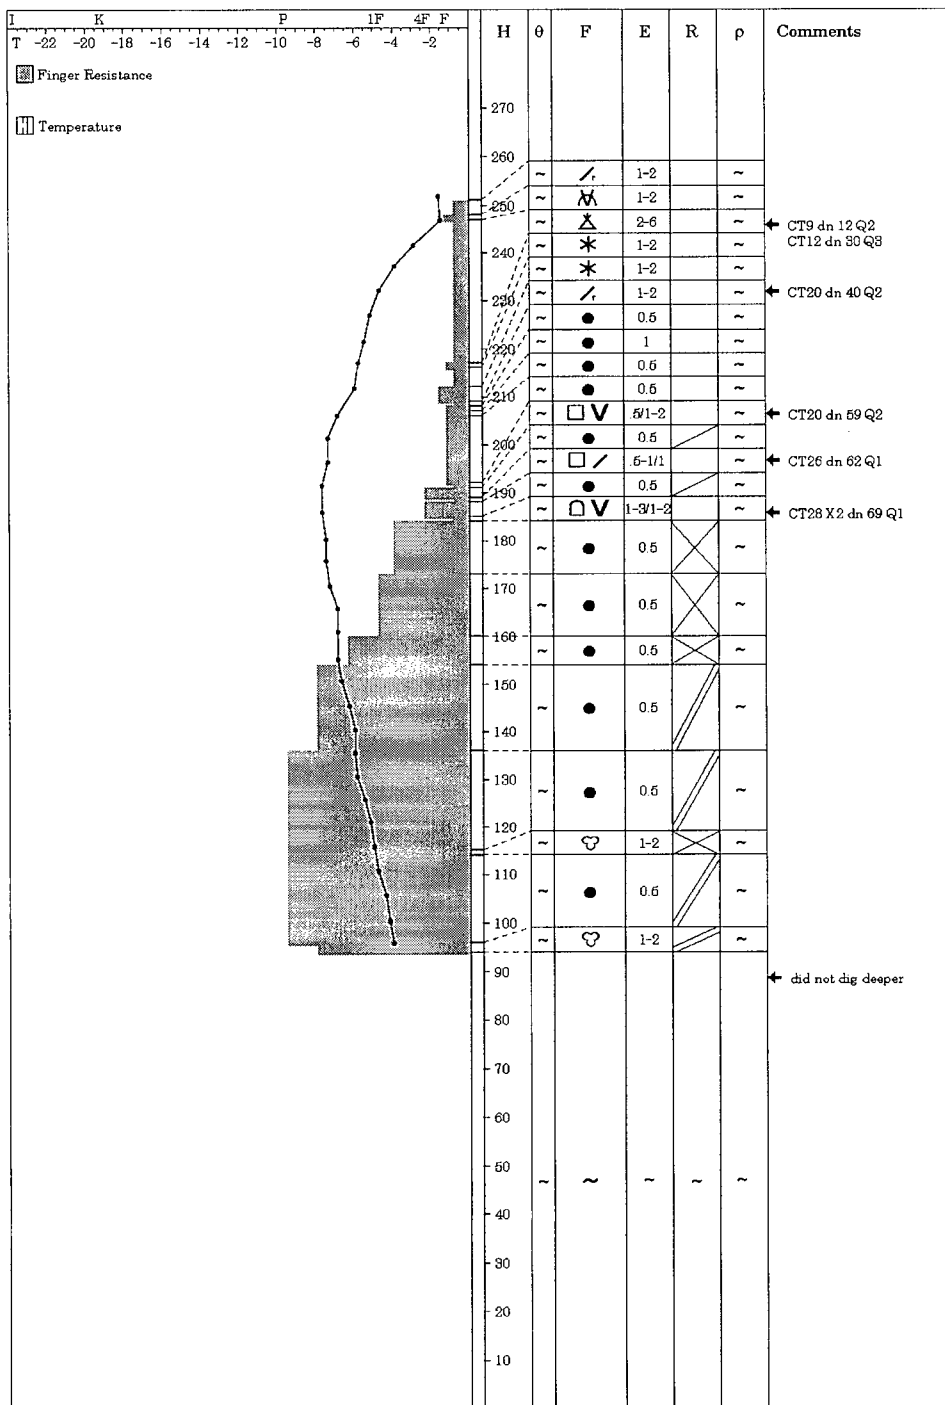 I K P 1F 4F F
T -22 -20 -18 -16 -14 -12 -10 -8 -6 -4 -2 H θ F E R ρ Comments
Finger Resistance
270
Temperature
260
~ 1-2 ~
250 ~ 1-2 ~
~ 2-6 ~ CT9 dn 12 Q2
240 ~ 1-2 ~ CT12 dn 30 Q3
~ 1-2 ~
230 ~ 1-2 ~ CT20 dn 40 Q2
~ 0.5 ~
220 ~ 1 ~
~ 0.5 ~
210 ~ 0.5 ~
~ V .5/1-2 ~ CT20 dn 59 Q2
200 ~ 0.5 ~
~ .5-1/1 ~ CT26 dn 62 Q1
190 ~ 0.5 ~
~ V 1-3/1-2 ~ CT28 X2 dn 69 Q1
180 ~ 0.5 ~
170
~ 0.5 ~
160
~ 0.5 ~
150
~ 0.5 ~
140
130
~ 0.5 ~
120
~ 1-2 ~
110
~ 0.5 ~
100
~ 1-2 ~
90 did not dig deeper
80
70
60
50
~ ~ ~ ~ ~
40
30
20
10